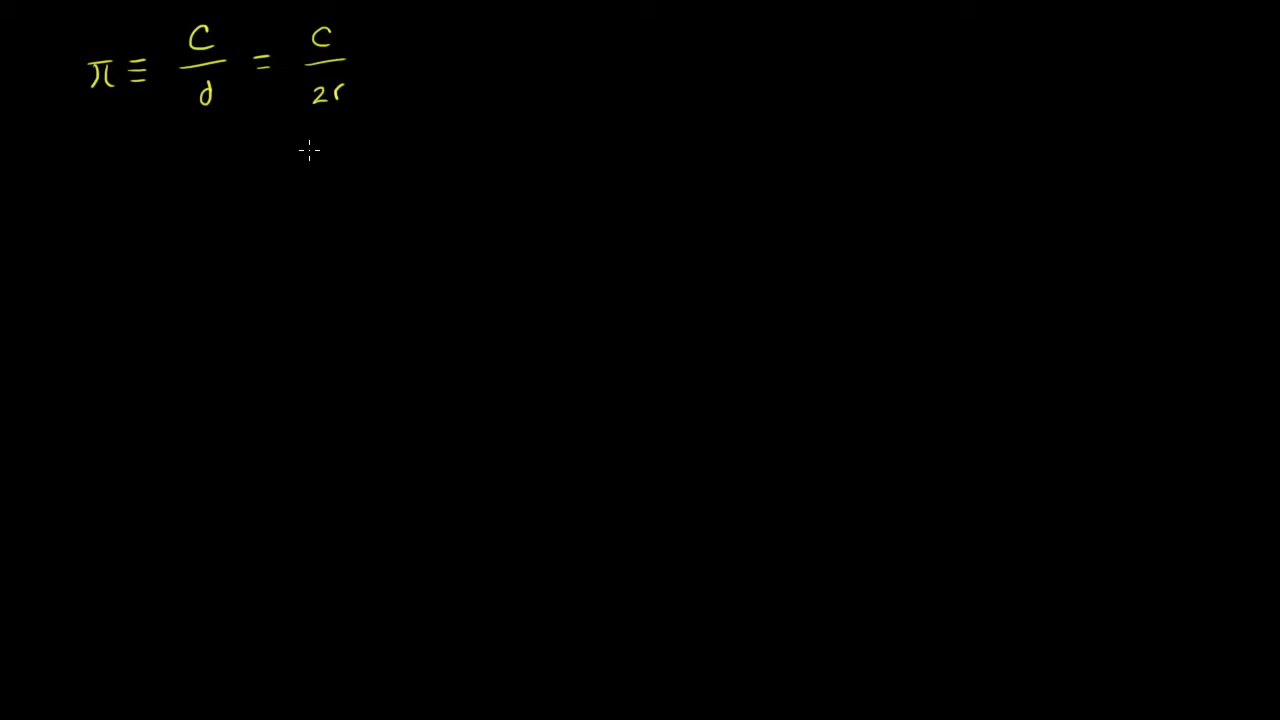 π ≡ C/d = C/2r